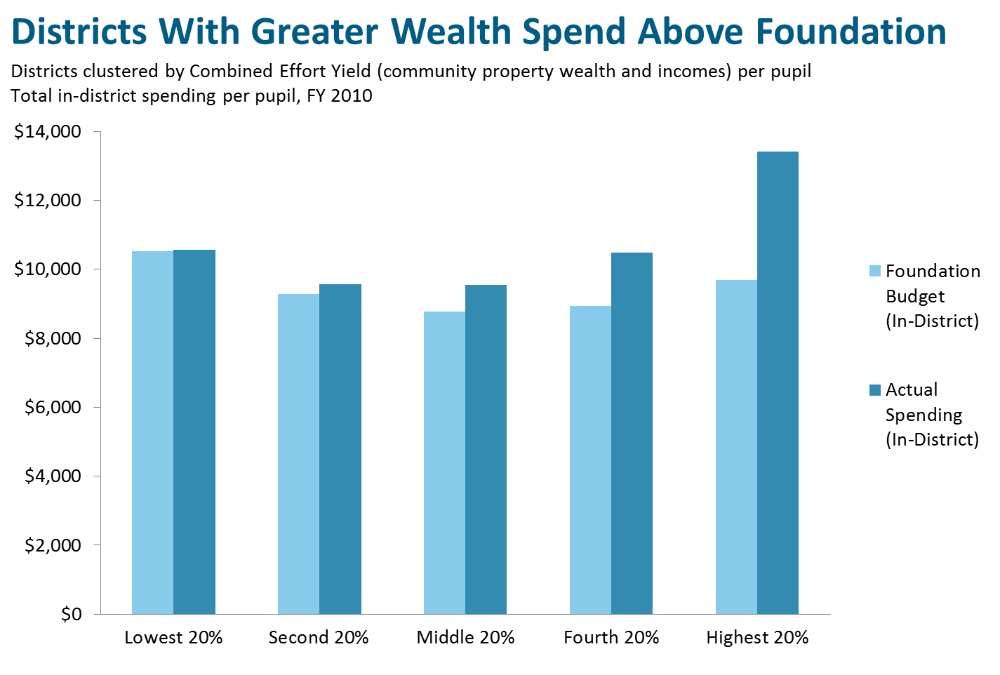 Districts With Greater Wealth Spend Above Foundation
Districts clustered by Combined Effort Yield (community property wealth and incomes) per pupil
Total in-district spending per pupil, FY 2010
$14,000
$12,000
$10,000
$8,000
$6,000
$4,000
$2,000
$0
Lowest 20%
Second 20%
Middle 20%
Fourth 20%
Highest 20%
Foundation
Budget
(In-District)
Actual
Spending
(In-District)